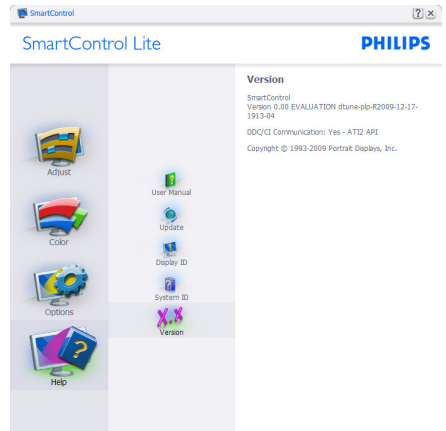 SmartControl
SmartControl Lite
PHILIPS
Adjust
Color
Options
Help
User Manual
Update
Display ID
System ID
X.X
Version
Version
SmartControl
Version 0.00 EVALUATION dtune-plp-R2009-12-17-
1913-04
DDC/CI Communication: Yes - ATI2 API
Copyright © 1993-2009 Portrait Displays, Inc.